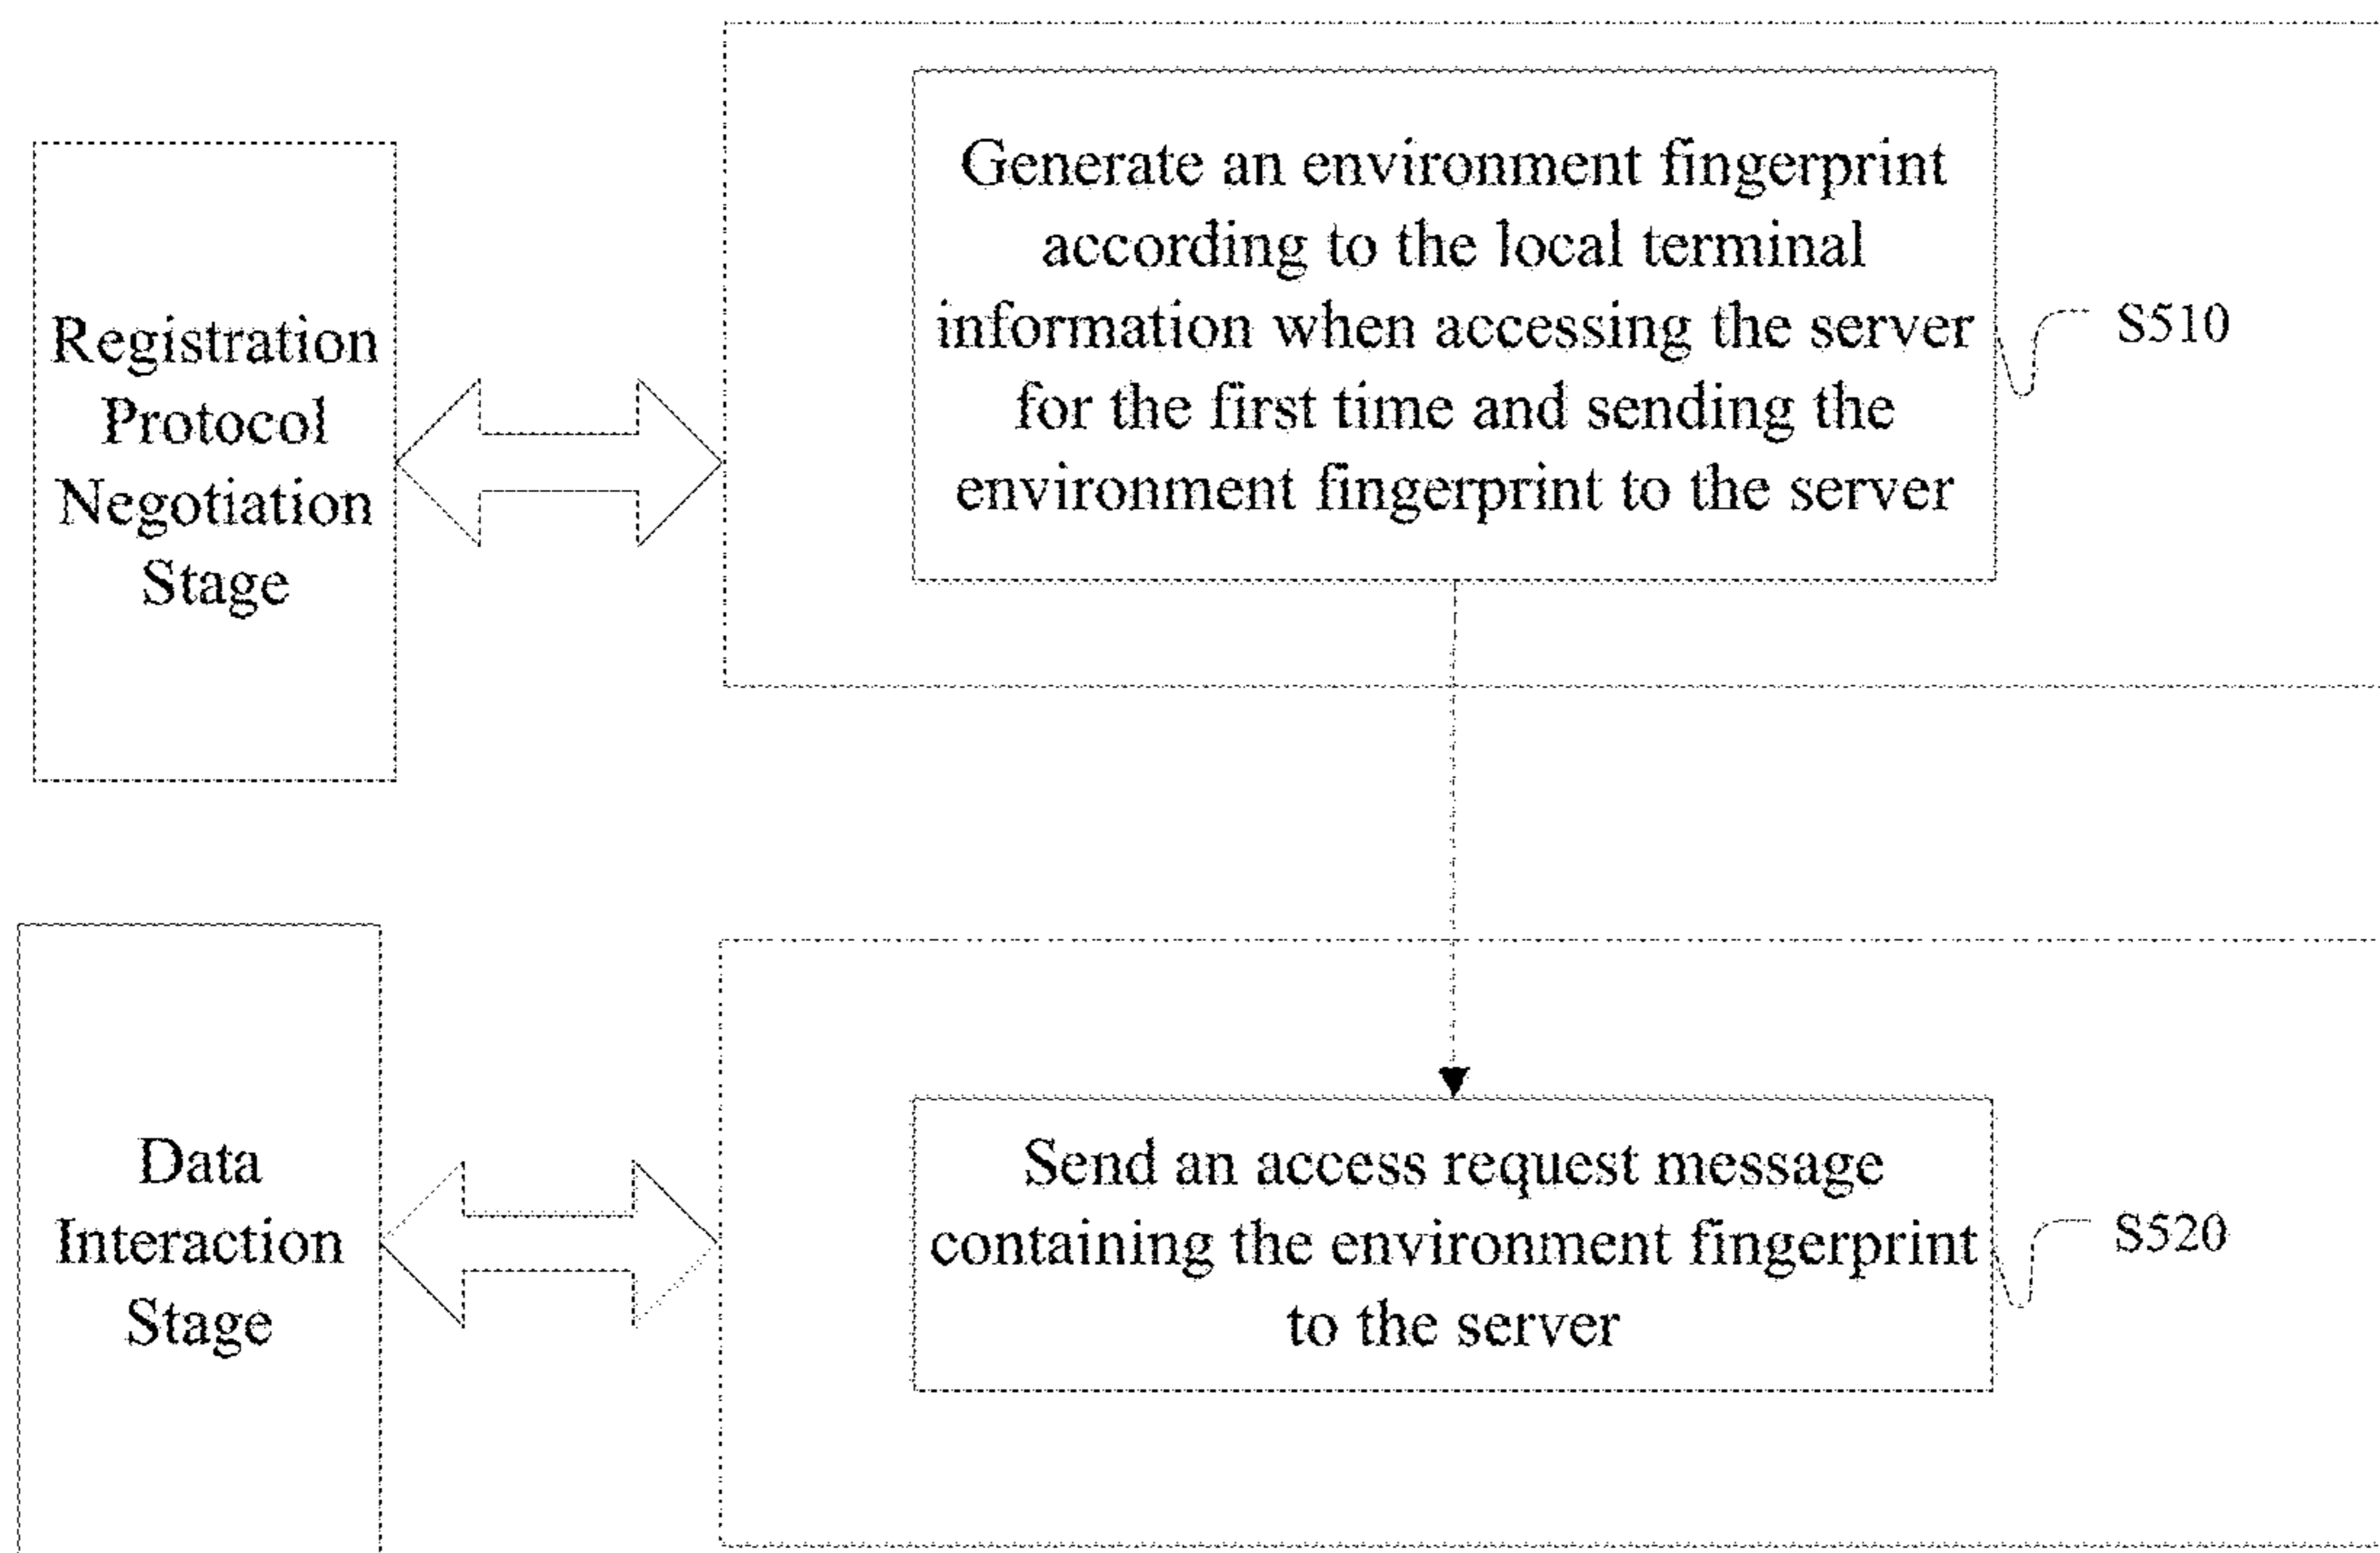 Registration
Protocol
Negotiation
Stage
Generate an environment fingerprint
according to the local terminal
information when accessing the server
for the first time and sending the
environment fingerprint to the server
S510
Data
Interaction
Stage
Send an access request message
containing the environment fingerprint
to the server
S520